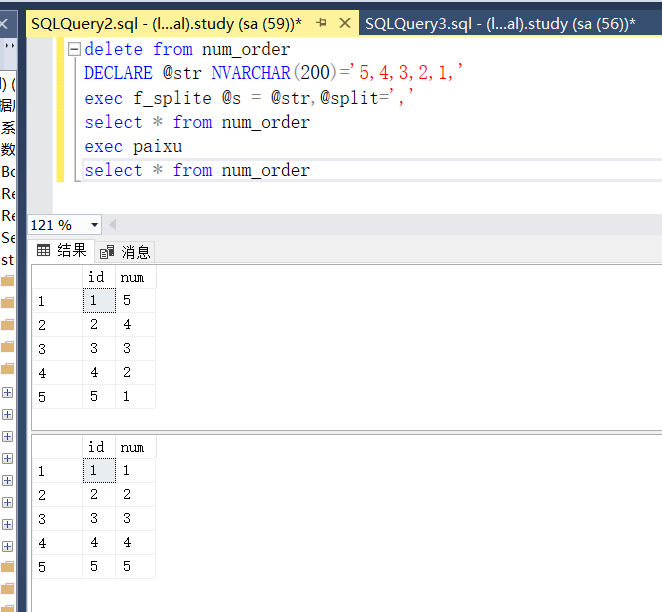 SQLQuery2.sql - (l...al).study (sa (59))*
SQLQuery3.sql - (l...al).study (sa (56))*
delete from num_order
DECLARE @str NVARCHAR(200)='5,4,3,2,1,'
exec f_splite @s = @str,@split=','
select * from num_order
exec paixu
select * from num_order
系
数
Bo
Re
Re
Se
st
121 %
结果
消息
id num
1 1 5
2 2 4
3 3 3
4 4 2
5 5 1
id num
1 1 1
2 2 2
3 3 3
4 4 4
5 5 5